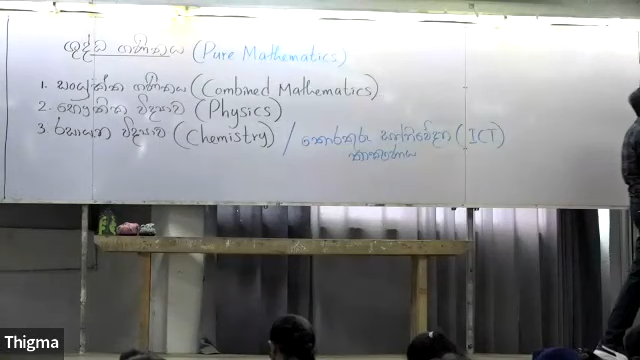 ශුද්ධ ගණිතය (Pure Mathematics)
1. සංයුක්ත ගණිතය (Combined Mathematics)
2. භෞතික විද්‍යාව (Physics)
3 රසායන විද්‍යාව (Chemistry) / තොරතුරු සන්නිවේදන (ICT)
තාක්ෂණය
Thigma